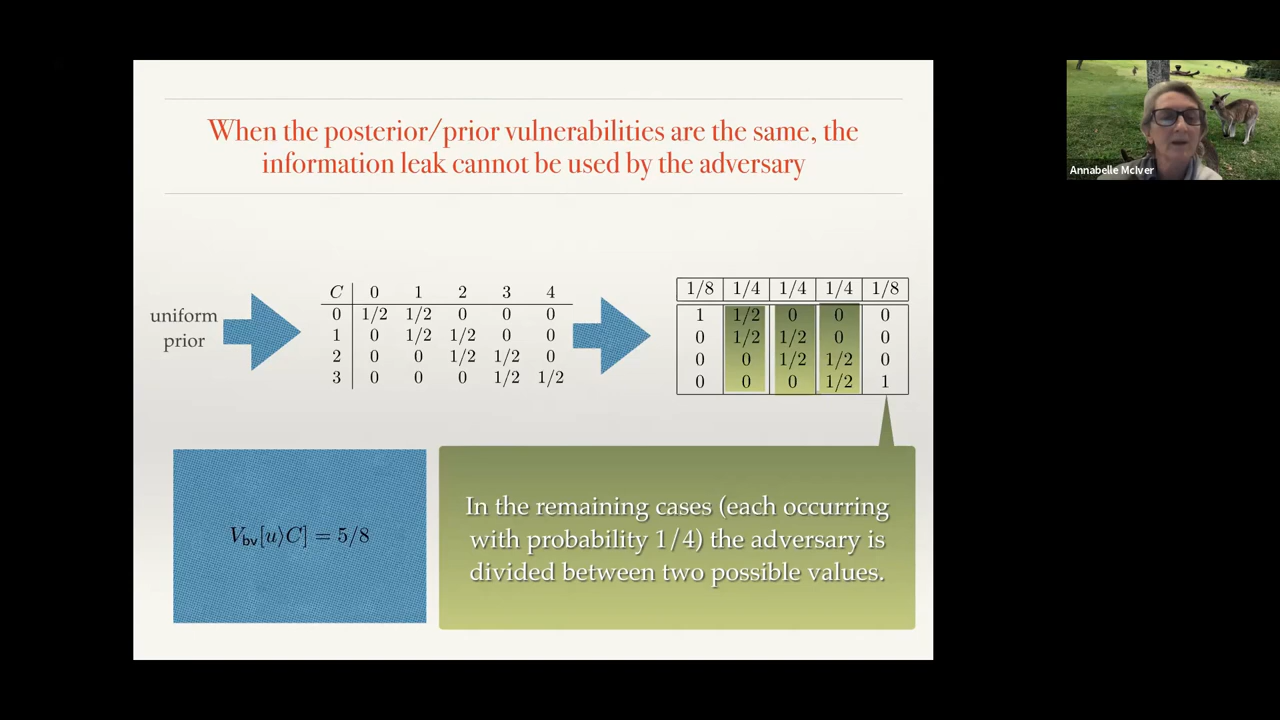 When the posterior/prior vulnerabilities are the same, the
information leak cannot be used by the adversary
uniform
prior
C 0 1 2 3 4
0 1/2 1/2 0 0 0
1 0 1/2 1/2 0 0
2 0 0 1/2 1/2 0
3 0 0 0 1/2 1/2
1/8 1/4 1/4 1/4 1/8
1 1/2 0 0 0
0 1/2 1/2 0 0
0 0 1/2 1/2 0
0 0 0 1/2 1
V_bv[u⟩C] = 5/8
In the remaining cases (each occurring
with probability 1/4) the adversary is
divided between two possible values.
Annabelle McIver